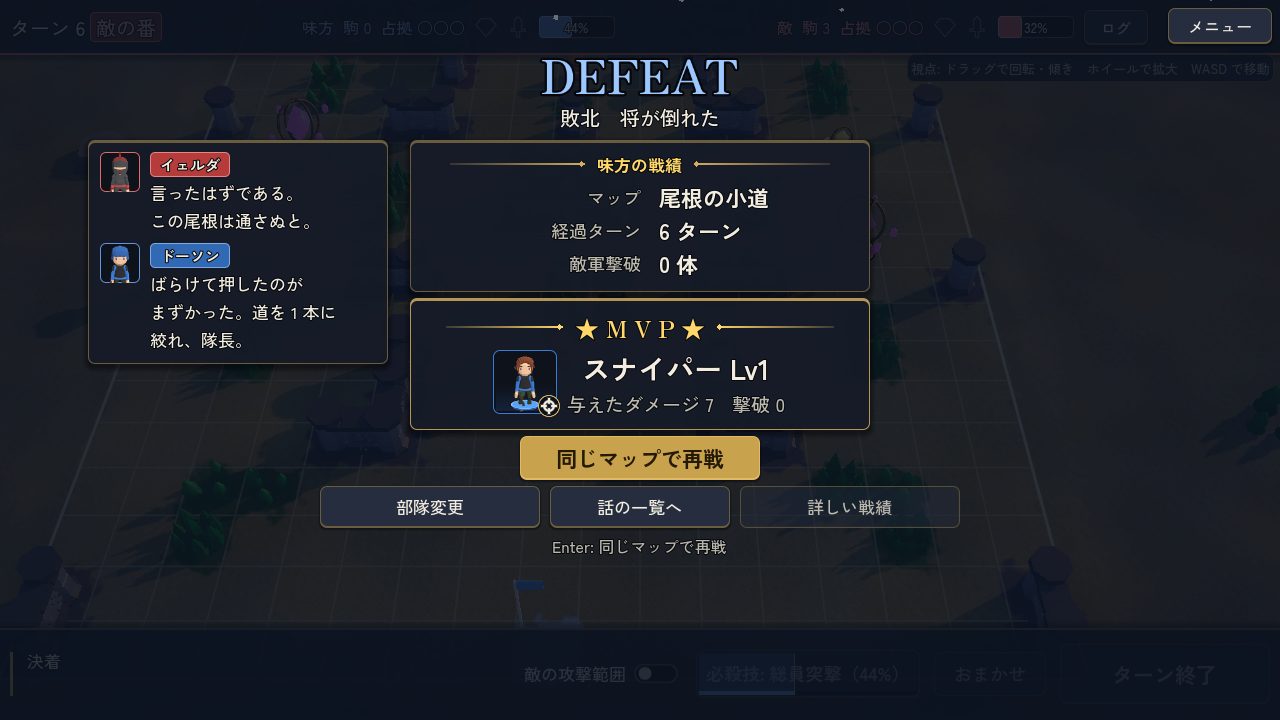 ターン 6 敵の番
味方 駒 0 占拠 〇〇〇 44%
敵 駒 3 占拠 〇〇〇 32%
ログ
メニュー
視点: ドラッグで回転・傾き ホイールで拡大 WASD で移動
DEFEAT
敗北 将が倒れた
イェルダ
言ったはずである。
この尾根は通さぬと。
ドーソン
ばらけて押したのが
まずかった。道を 1 本に
絞れ、隊長。
味方の戦績
マップ 尾根の小道
経過ターン 6 ターン
敵軍撃破 0 体
★ M V P ★
スナイパー Lv1
与えたダメージ 7 撃破 0
同じマップで再戦
部隊変更
話の一覧へ
詳しい戦績
Enter: 同じマップで再戦
決着
敵の攻撃範囲
必殺技: 総員突撃（44%）
おまかせ
ターン終了